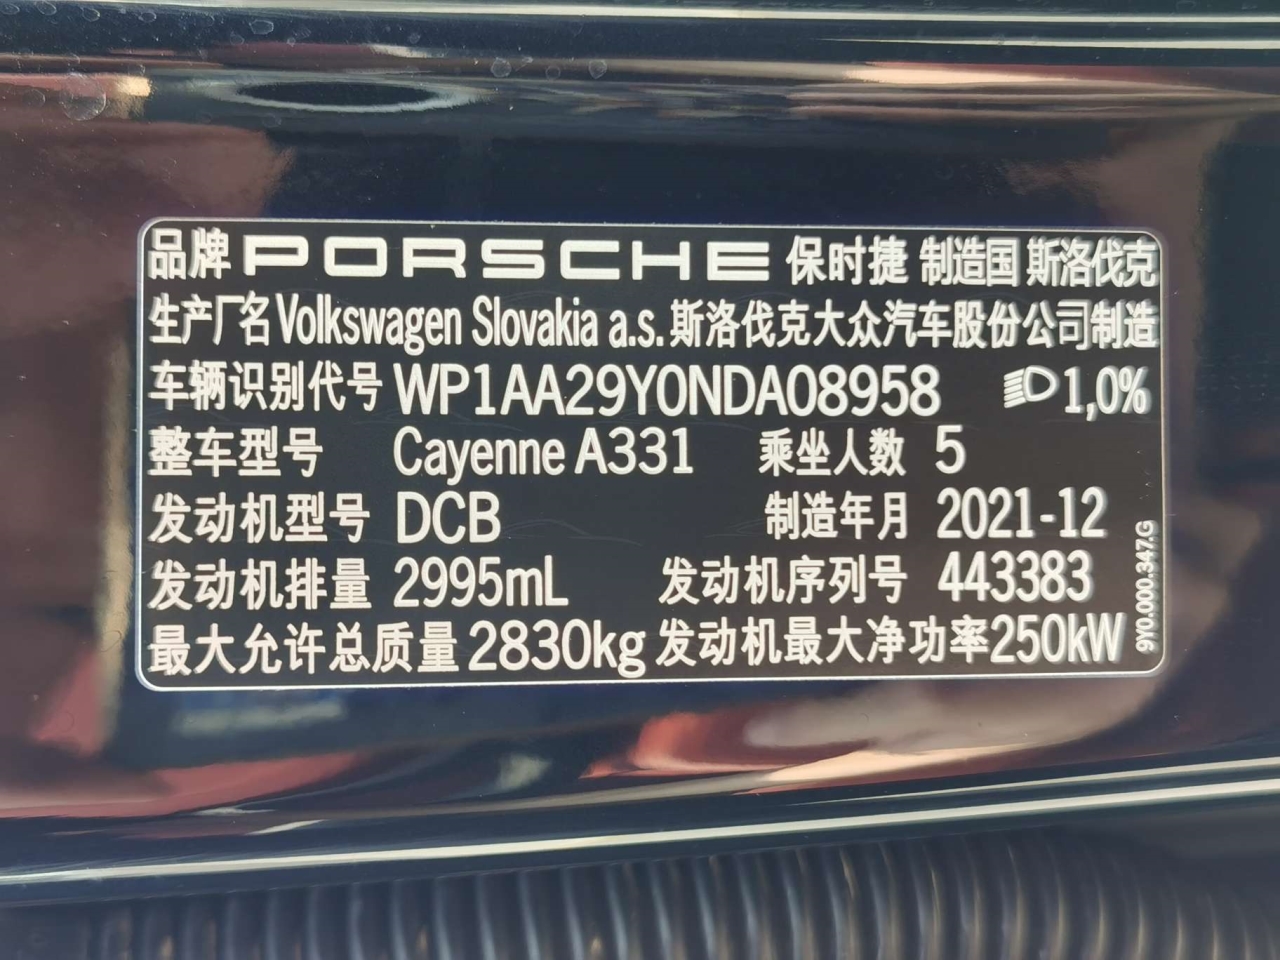 品牌 PORSCHE 保时捷 制造国 斯洛伐克
生产厂名 Volkswagen Slovakia a.s. 斯洛伐克大众汽车股份公司制造
车辆识别代号 WP1AA29Y0NDA08958 1,0%
整车型号 Cayenne A331 乘坐人数 5
发动机型号 DCB 制造年月 2021-12
发动机排量 2995mL 发动机序列号 443383
最大允许总质量 2830kg 发动机最大净功率 250kW
9Y0.000.347.G